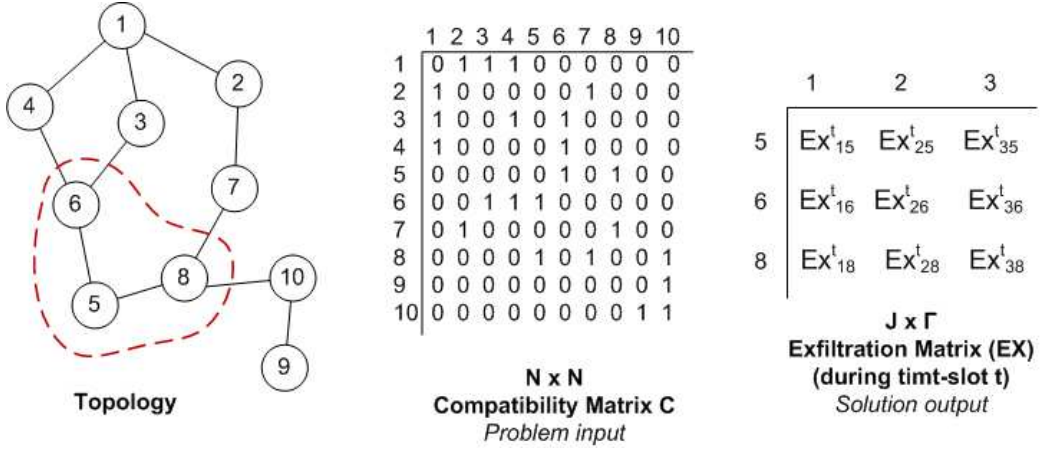 1
2
4
3
6
7
8
10
5
9
Topology
1 2 3 4 5 6 7 8 9 10
1 0 1 1 1 0 0 0 0 0 0
2 1 0 0 0 0 0 1 0 0 0
3 1 0 0 1 0 1 0 0 0 0
4 1 0 0 0 0 1 0 0 0 0
5 0 0 0 0 0 1 0 1 0 0
6 0 0 1 1 1 0 0 0 0 0
7 0 1 0 0 0 0 0 1 0 0
8 0 0 0 0 1 0 1 0 0 1
9 0 0 0 0 0 0 0 0 0 1
10 0 0 0 0 0 0 0 0 1 1
N x N
Compatibility Matrix C
Problem input
1 2 3
5 Ex^t_15 Ex^t_25 Ex^t_35
6 Ex^t_16 Ex^t_26 Ex^t_36
8 Ex^t_18 Ex^t_28 Ex^t_38
J x Γ
Exfiltration Matrix (EX)
(during timt-slot t)
Solution output